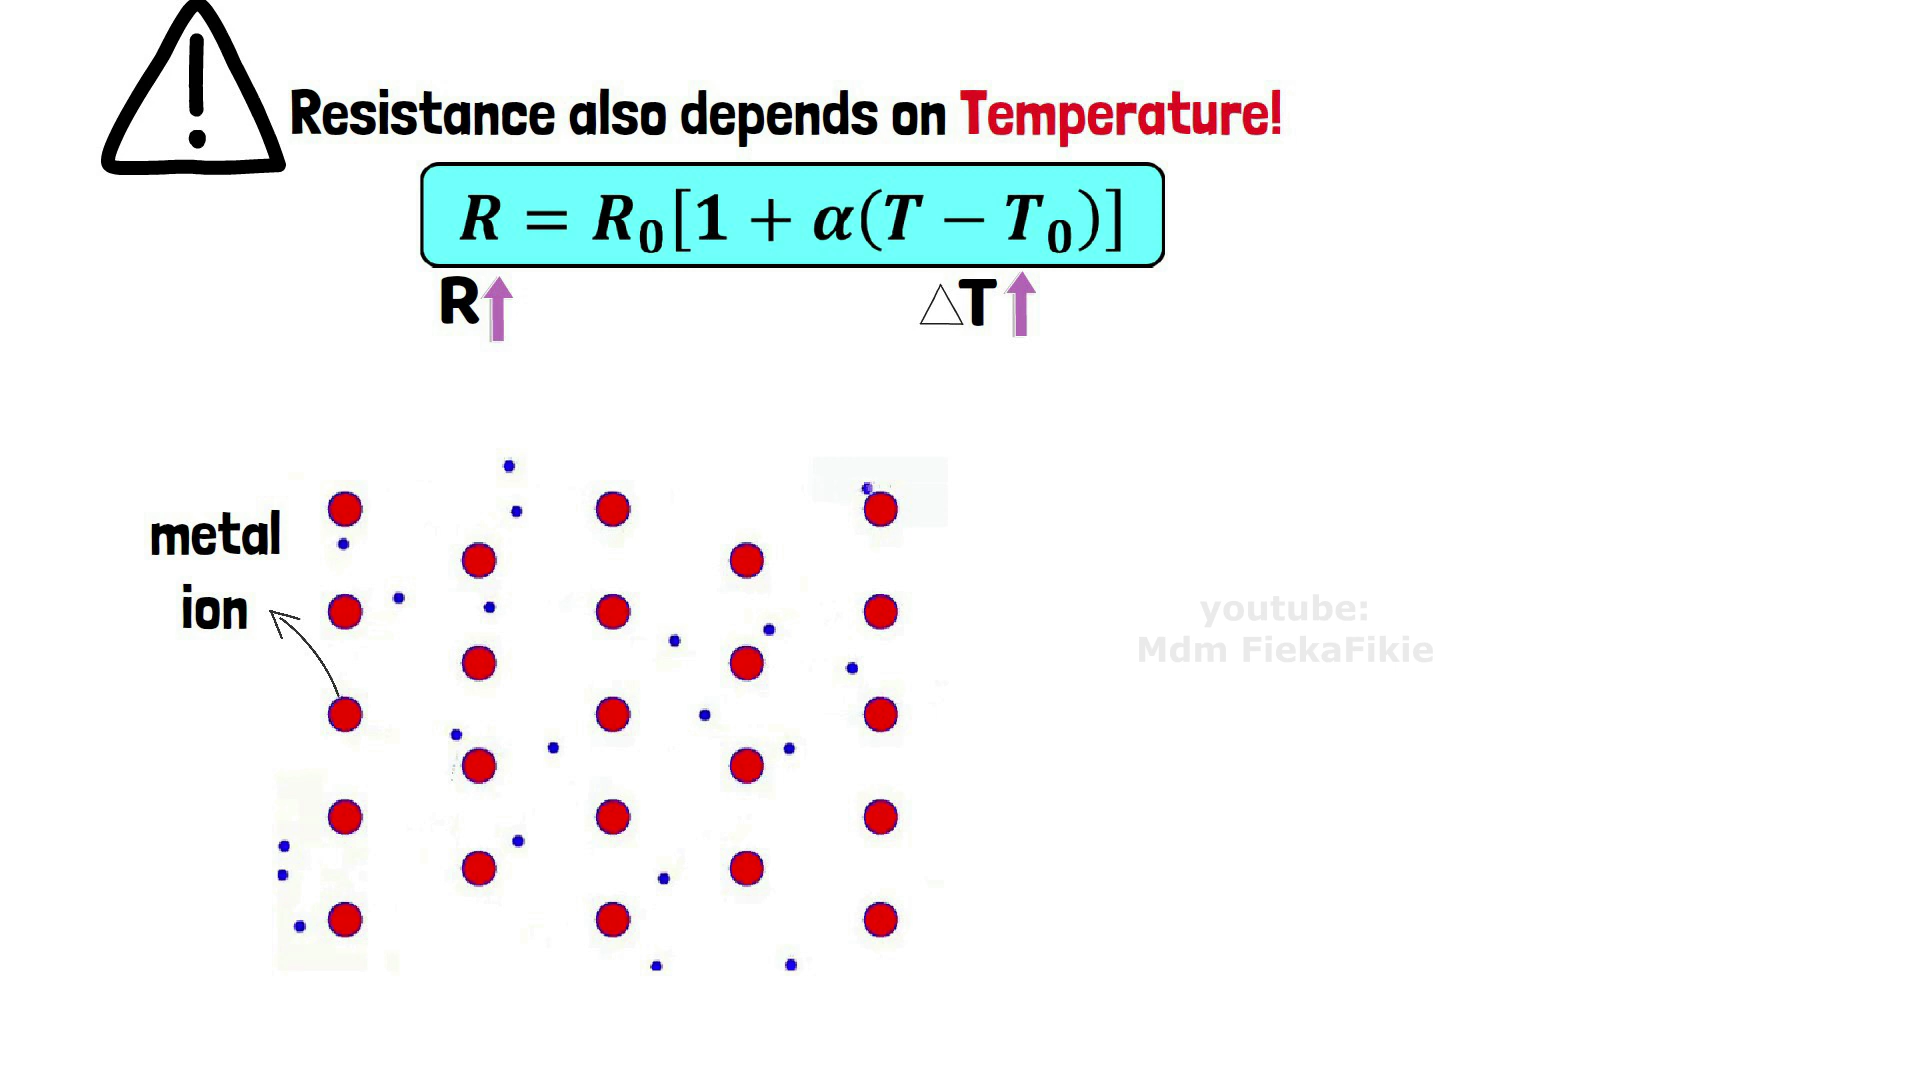 Resistance also depends on Temperature!
R = R₀[1 + α(T − T₀)]
R
△T
metal
ion
youtube:
Mdm FiekaFikie